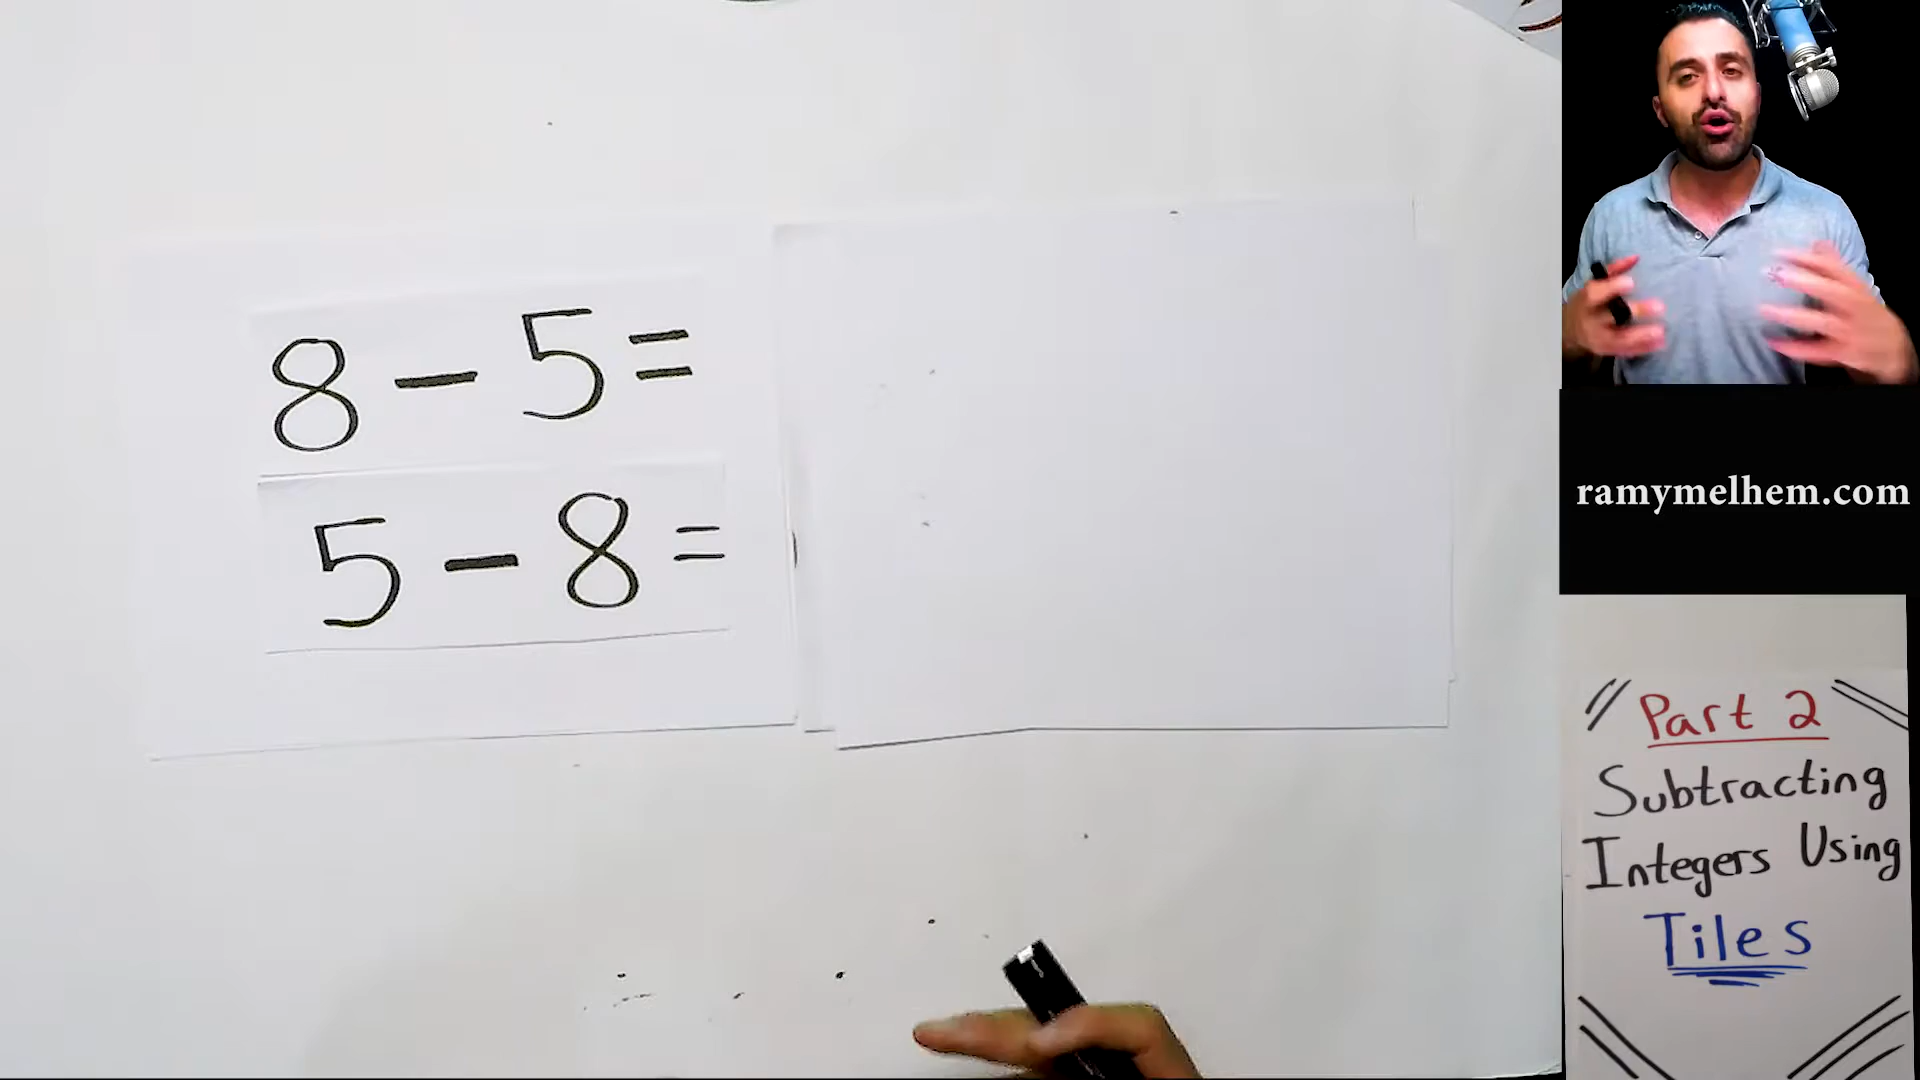 8 - 5 =
5 - 8 =
ramymelhem.com
Part 2
Subtracting
Integers Using
Tiles